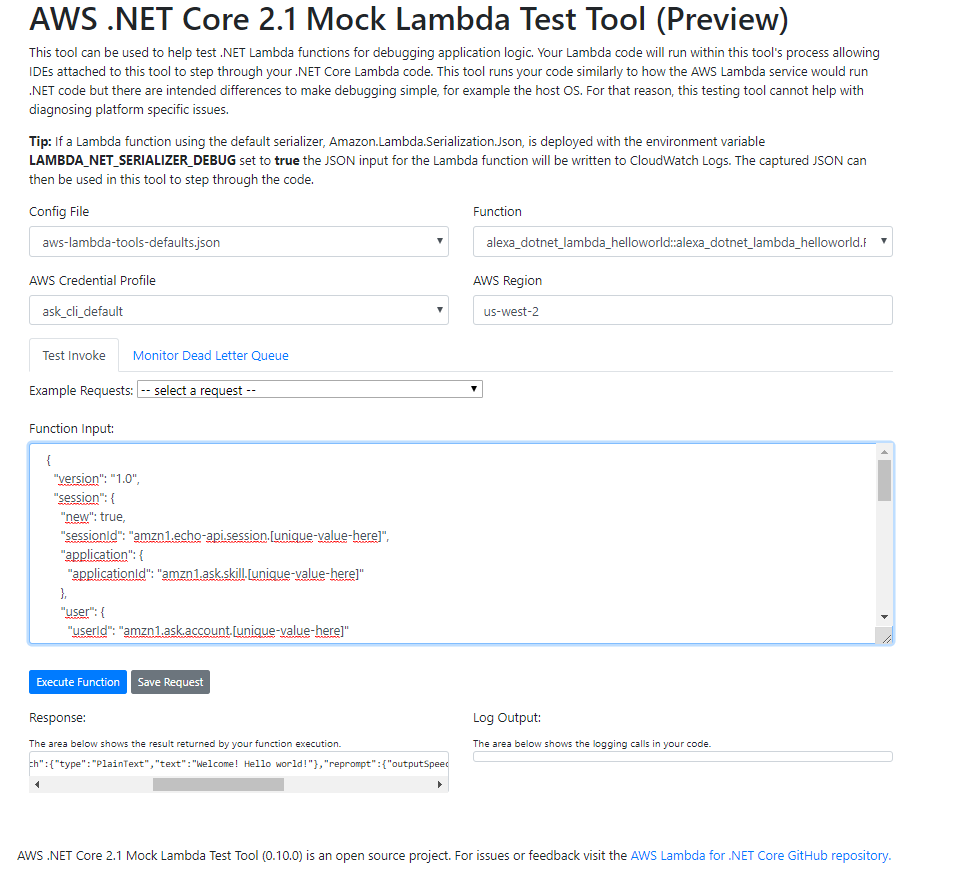 AWS .NET Core 2.1 Mock Lambda Test Tool (Preview)
This tool can be used to help test .NET Lambda functions for debugging application logic. Your Lambda code will run within this tool's process allowing
IDEs attached to this tool to step through your .NET Core Lambda code. This tool runs your code similarly to how the AWS Lambda service would run
.NET code but there are intended differences to make debugging simple, for example the host OS. For that reason, this testing tool cannot help with
diagnosing platform specific issues.
Tip: If a Lambda function using the default serializer, Amazon.Lambda.Serialization.Json, is deployed with the environment variable
LAMBDA_NET_SERIALIZER_DEBUG set to true the JSON input for the Lambda function will be written to CloudWatch Logs. The captured JSON can
then be used in this tool to step through the code.
Config File
aws-lambda-tools-defaults.json
Function
alexa_dotnet_lambda_helloworld::alexa_dotnet_lambda_helloworld.F
AWS Credential Profile
ask_cli_default
AWS Region
us-west-2
Test Invoke
Monitor Dead Letter Queue
Example Requests: -- select a request --
Function Input:
{
"version": "1.0",
"session": {
"new": true,
"sessionId": "amzn1.echo-api.session.[unique-value-here]",
"application": {
"applicationId": "amzn1.ask.skill.[unique-value-here]"
},
"user": {
"userId": "amzn1.ask.account.[unique-value-here]"
Execute Function
Save Request
Response:
The area below shows the result returned by your function execution.
ch":{"type":"PlainText","text":"Welcome! Hello world!"},"reprompt":{"outputSpeec
Log Output:
The area below shows the logging calls in your code.
AWS .NET Core 2.1 Mock Lambda Test Tool (0.10.0) is an open source project. For issues or feedback visit the AWS Lambda for .NET Core GitHub repository.